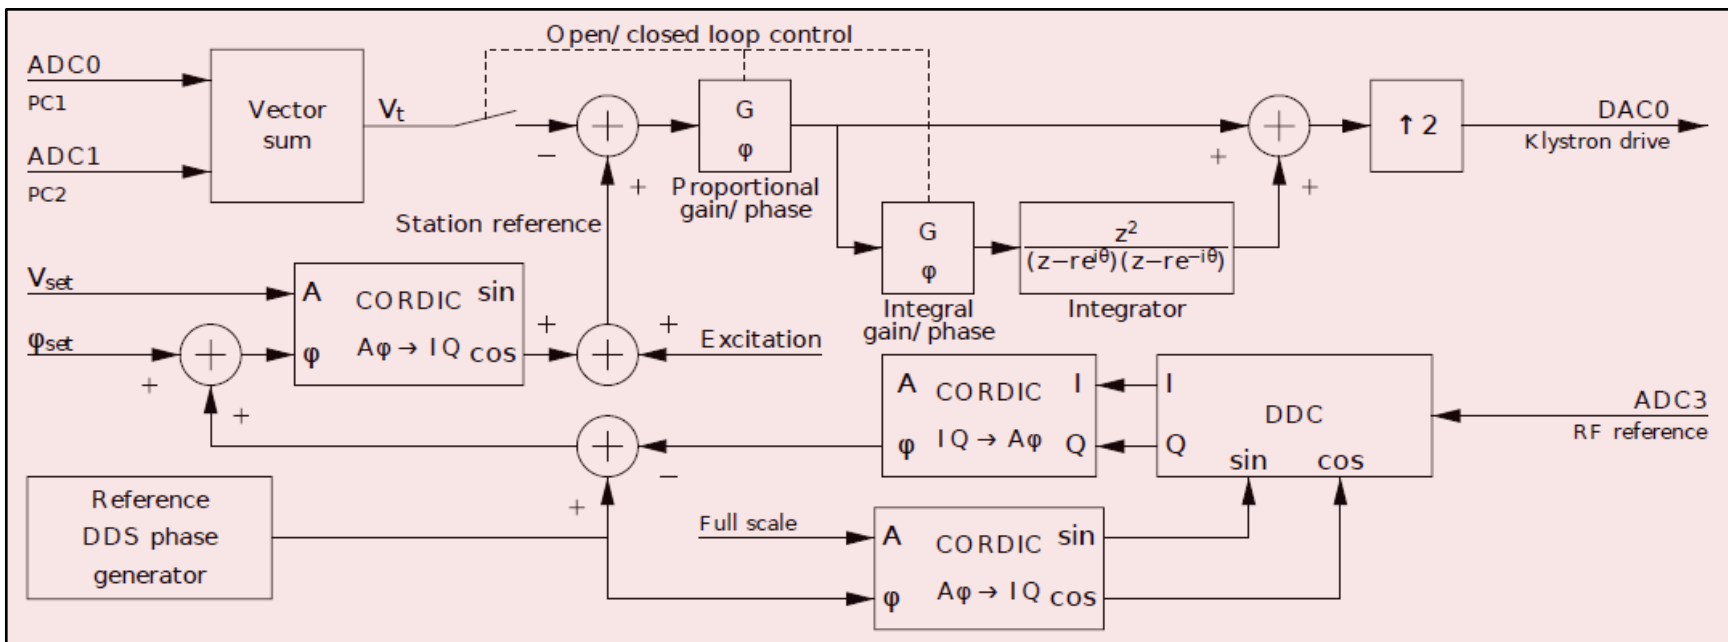 Open/ closed loop control
ADC0
PC1
ADC1
PC2
Vector
sum
Vt
−
+
G
φ
Proportional
gain/ phase
+
+
↑ 2
DAC0
Klystron drive
Station reference
G
φ
Integral
gain/ phase
z²
(z−re^iθ)(z−re^−iθ)
Integrator
Vset
φset
+
+
A
CORDIC
sin
φ
Aφ → IQ
cos
+
+
Excitation
A
CORDIC
I
φ
IQ → Aφ
Q
I
DDC
Q
sin
cos
ADC3
RF reference
−
+
Reference
DDS phase
generator
Full scale
A
CORDIC
sin
φ
Aφ → IQ
cos